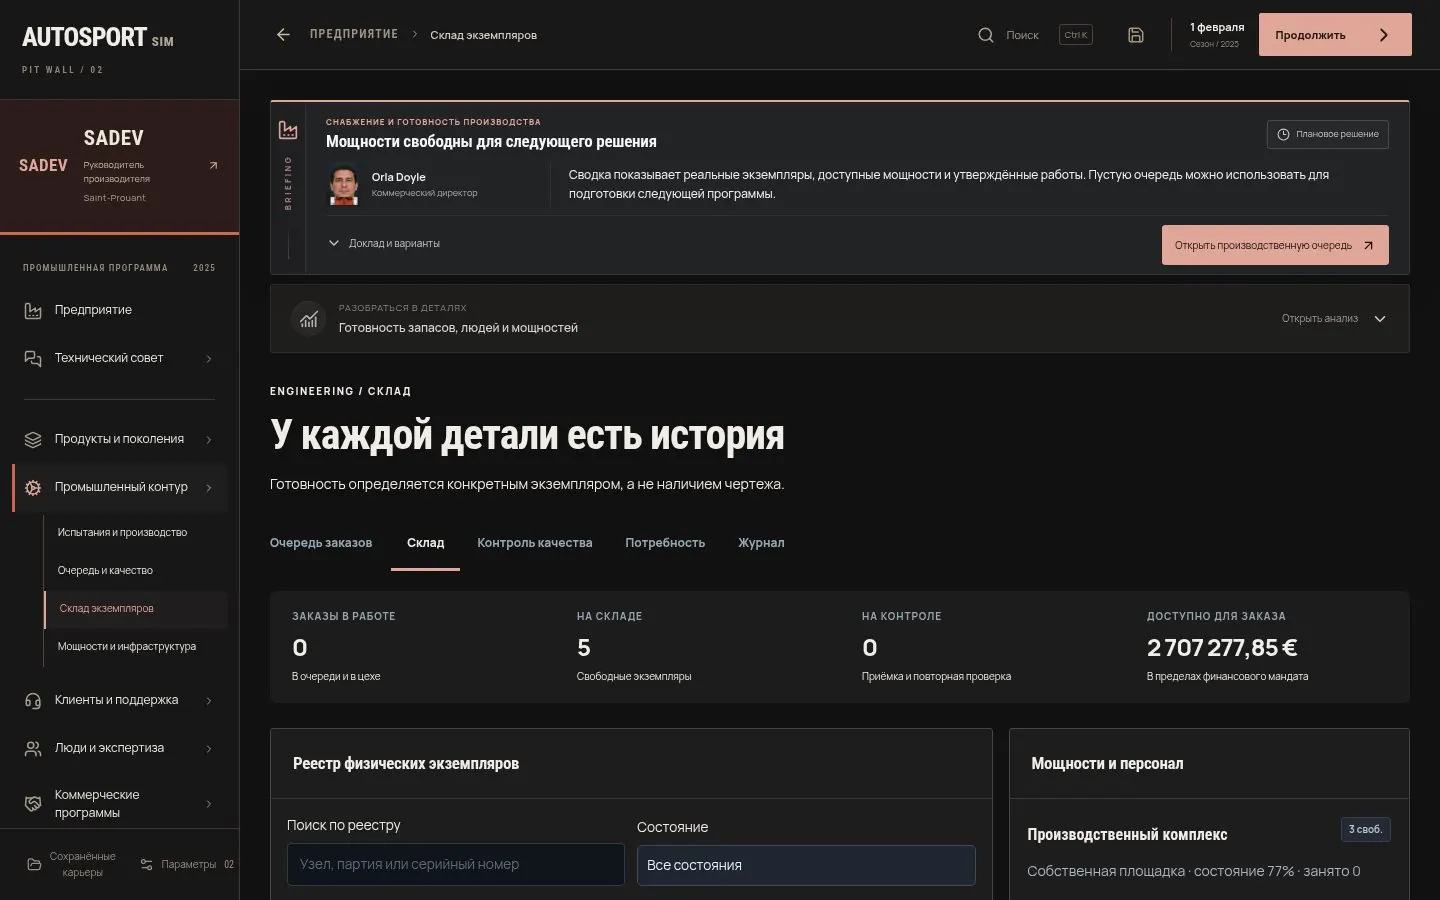 AUTOSPORT SIM
PIT WALL / 02
SADEV
SADEV
Руководитель
производителя
Saint-Prouant
ПРОМЫШЛЕННАЯ ПРОГРАММА 2025
Предприятие
Технический совет
Продукты и поколения
Промышленный контур
Испытания и производство
Очередь и качество
Склад экземпляров
Мощности и инфраструктура
Клиенты и поддержка
Люди и экспертиза
Коммерческие
программы
Сохранённые
карьеры
Параметры 02
ПРЕДПРИЯТИЕ
Склад экземпляров
Поиск
Ctrl K
1 февраля
Сезон / 2025
Продолжить
BRIEFING
СНАБЖЕНИЕ И ГОТОВНОСТЬ ПРОИЗВОДСТВА
Мощности свободны для следующего решения
Плановое решение
Orla Doyle
Коммерческий директор
Сводка показывает реальные экземпляры, доступные мощности и утверждённые работы. Пустую очередь можно использовать для
подготовки следующей программы.
Доклад и варианты
Открыть производственную очередь
РАЗОБРАТЬСЯ В ДЕТАЛЯХ
Готовность запасов, людей и мощностей
Открыть анализ
ENGINEERING / СКЛАД
У каждой детали есть история
Готовность определяется конкретным экземпляром, а не наличием чертежа.
Очередь заказов Склад Контроль качества Потребность Журнал
ЗАКАЗЫ В РАБОТЕ
0
В очереди и в цехе
НА СКЛАДЕ
5
Свободные экземпляры
НА КОНТРОЛЕ
0
Приёмка и повторная проверка
ДОСТУПНО ДЛЯ ЗАКАЗА
2 707 277,85 €
В пределах финансового мандата
Реестр физических экземпляров
Поиск по реестру
Узел, партия или серийный номер
Состояние
Все состояния
Мощности и персонал
Производственный комплекс
3 своб.
Собственная площадка · состояние 77% · занято 0